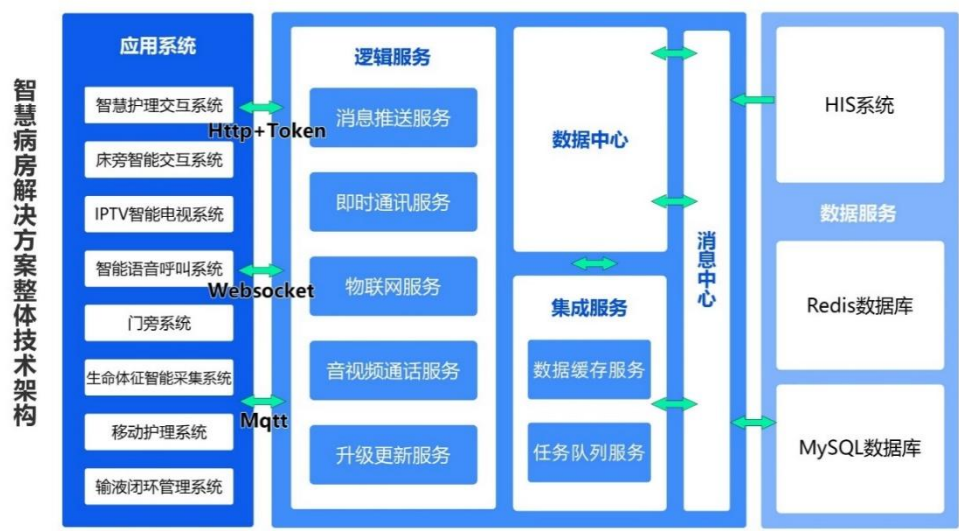 智慧病房解决方案整体技术架构
应用系统
智慧护理交互系统
床旁智能交互系统
IPTV智能电视系统
智能语音呼叫系统
门旁系统
生命体征智能采集系统
移动护理系统
输液闭环管理系统
Http+Token
Websocket
Mqtt
逻辑服务
消息推送服务
即时通讯服务
物联网服务
音视频通话服务
升级更新服务
数据中心
集成服务
数据缓存服务
任务队列服务
消息中心
HIS系统
数据服务
Redis数据库
MySQL数据库